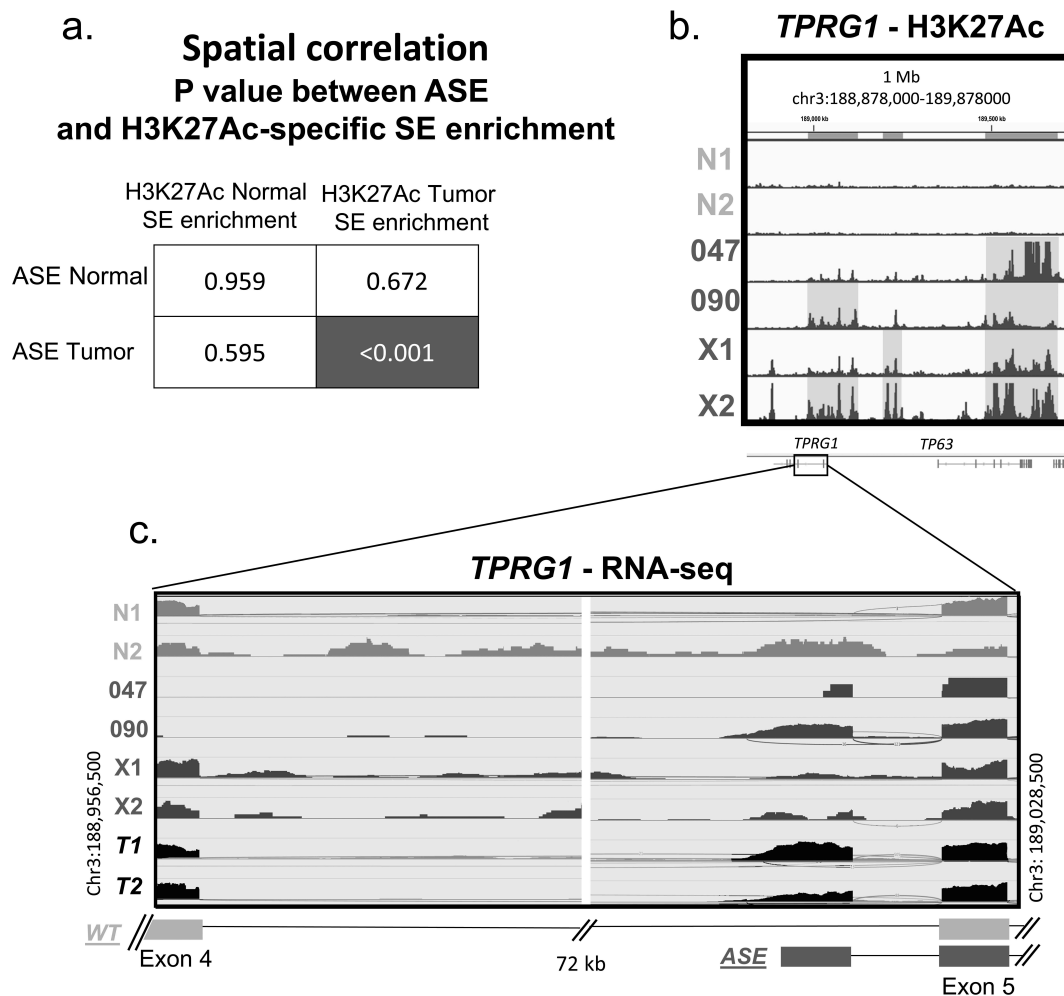 a.
Spatial correlation
P value between ASE
and H3K27Ac-specific SE enrichment
H3K27Ac Normal
SE enrichment
H3K27Ac Tumor
SE enrichment
ASE Normal
0.959
0.672
ASE Tumor
0.595
<0.001
b.
TPRG1 - H3K27Ac
1 Mb
chr3:188,878,000-189,878000
189,000 kb
189,500 kb
N1
N2
047
090
X1
X2
TPRG1
TP63
c.
TPRG1 - RNA-seq
N1
N2
047
090
X1
X2
T1
T2
Chr3:188,956,500
Chr3: 189,028,500
WT
Exon 4
72 kb
ASE
Exon 5